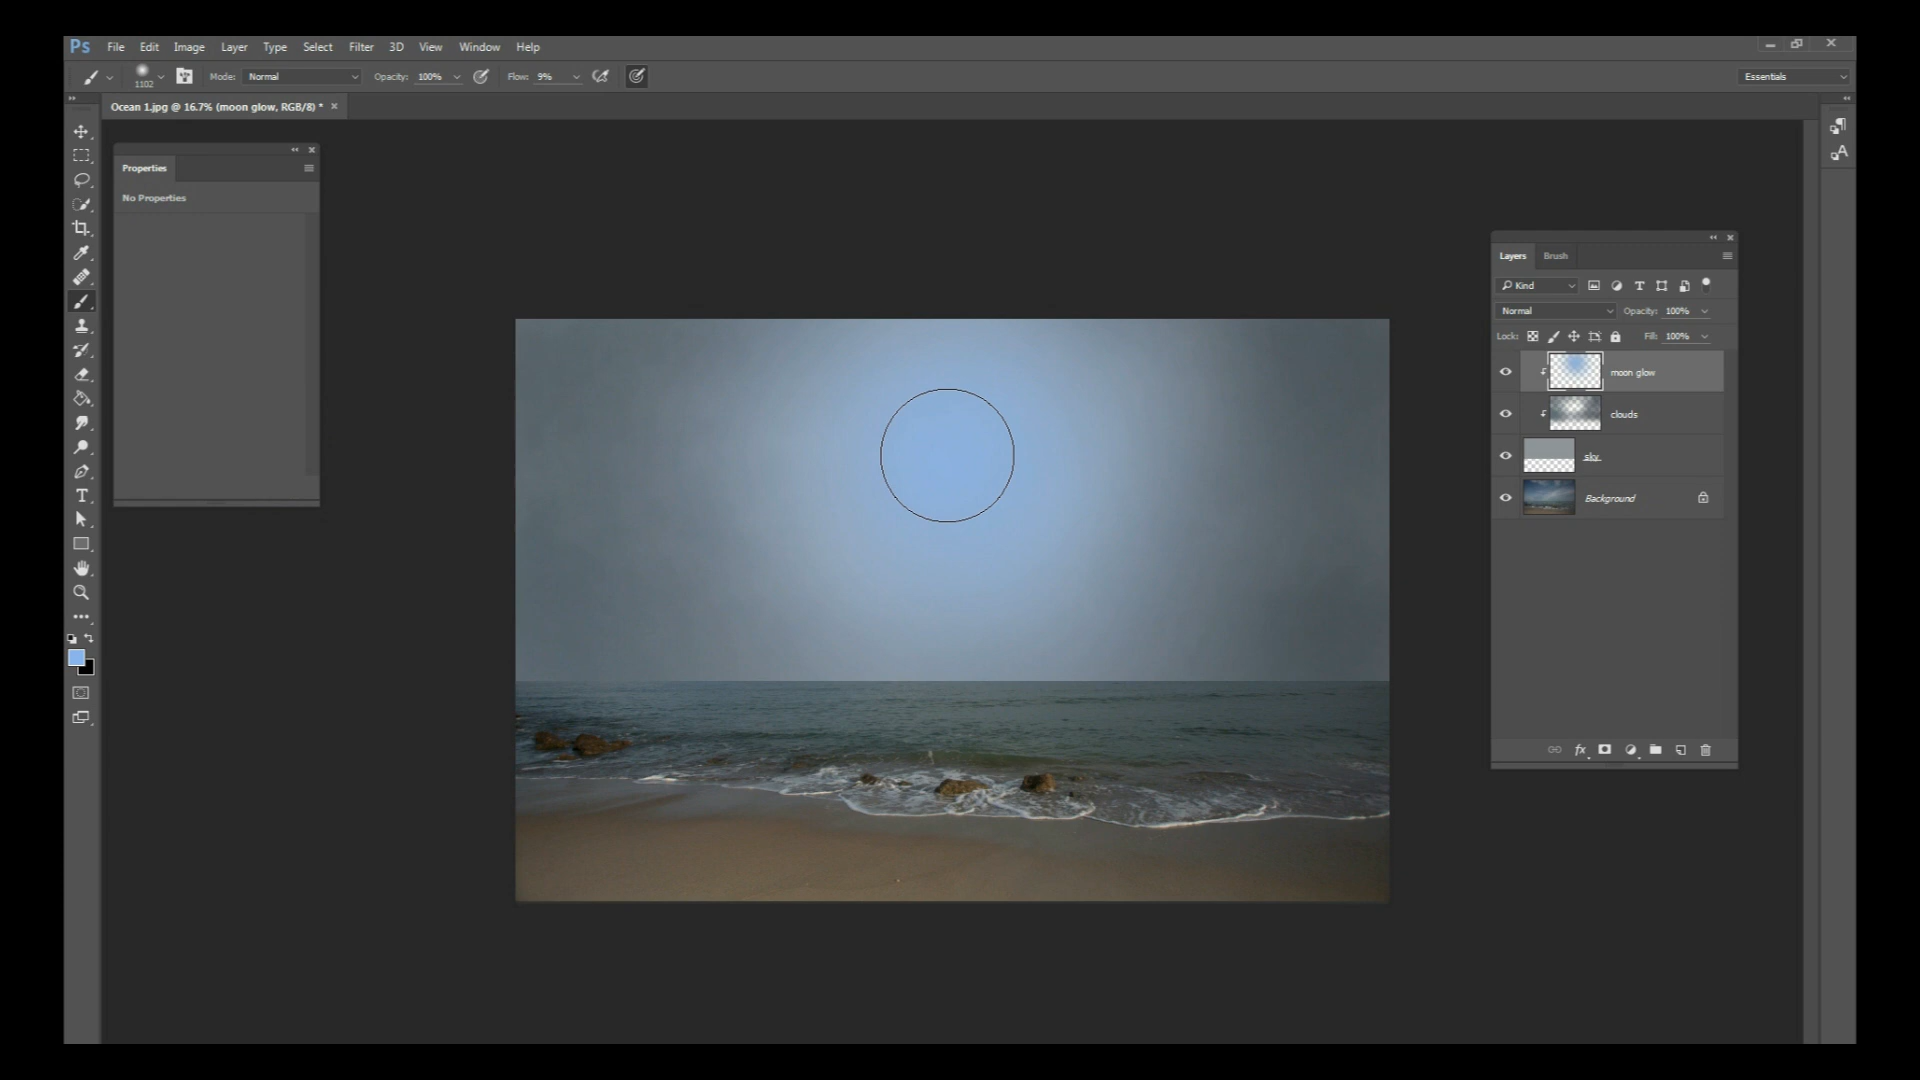 Ps File Edit Image Layer Type Select Filter 3D View Window Help
1102 Mode: Normal Opacity: 100% Flow: 9% Essentials
Ocean 1.jpg @ 16.7% (moon glow, RGB/8) *
Properties
No Properties
Layers Brush
Kind
Normal Opacity: 100%
Lock: Fill: 100%
moon glow
clouds
sky
Background
fx